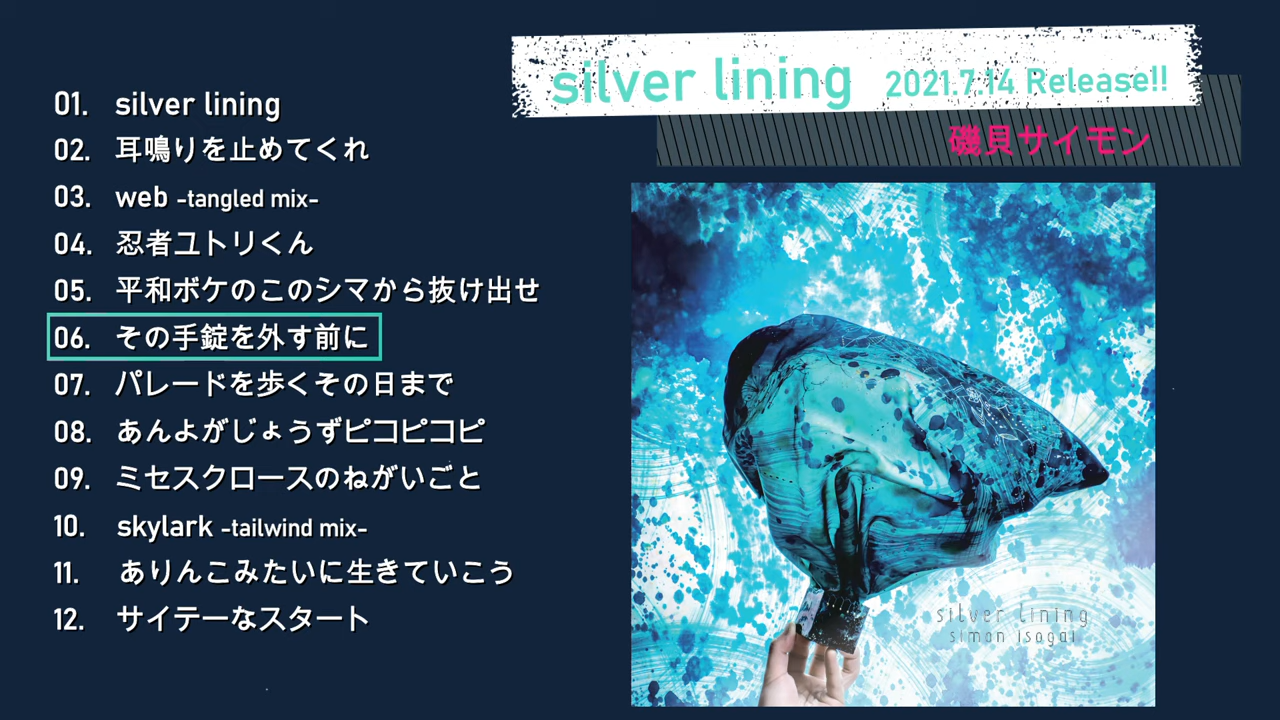 silver lining 2021.7.14 Release!!
磯貝サイモン
01. silver lining
02. 耳鳴りを止めてくれ
03. web -tangled mix-
04. 忍者ユトリくん
05. 平和ボケのこのシマから抜け出せ
06. その手錠を外す前に
07. パレードを歩くその日まで
08. あんよがじょうずピコピコピ
09. ミセスクロースのねがいごと
10. skylark -tailwind mix-
11. ありんこみたいに生きていこう
12. サイテーなスタート
silver lining
simon isogai